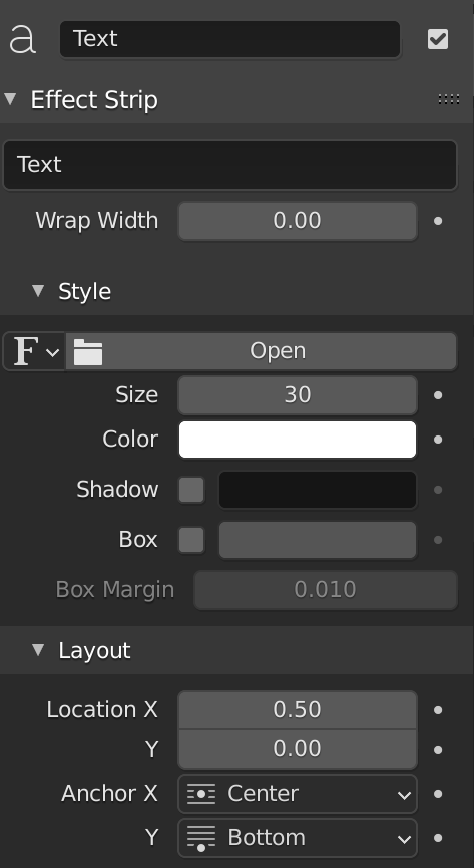 a Text
Effect Strip
Text
Wrap Width 0.00
Style
F Open
Size 30
Color
Shadow
Box
Box Margin 0.010
Layout
Location X 0.50
Y 0.00
Anchor X Center
Y Bottom